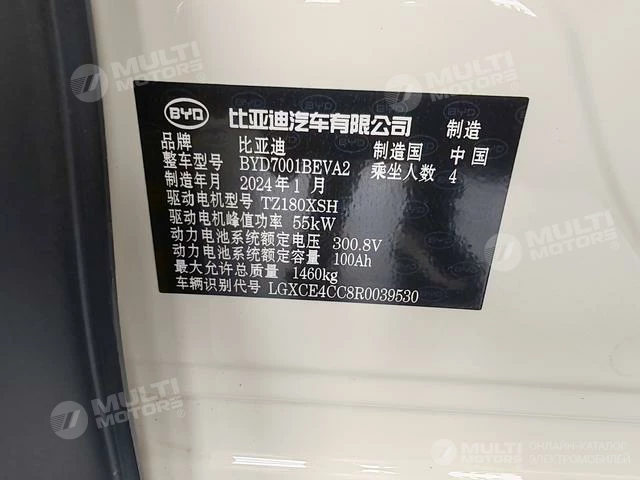 BYD 比亚迪汽车有限公司 制造
品牌 比亚迪 制造国 中国
整车型号 BYD7001BEVA2 乘坐人数 4
制造年月 2024年1月
驱动电机型号 TZ180XSH
驱动电机峰值功率 55kW
动力电池系统额定电压 300.8V
动力电池系统额定容量 100Ah
最大允许总质量 1460kg
车辆识别代号 LGXCE4CC8R0039530
MULTI MOTORS
MULTI MOTORS
MULTI MOTORS
MULTI MOTORS
MULTI MOTORS
MULTI MOTORS
ОНЛАЙН-КАТАЛОГ
ЭЛЕКТРОМОБИЛЕЙ